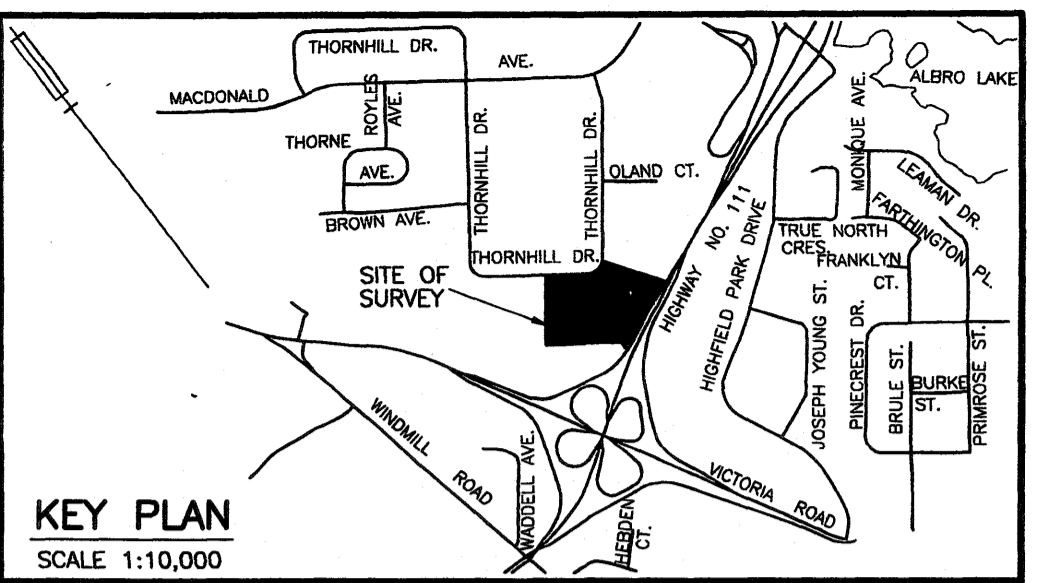 THORNHILL DR.
AVE.
MACDONALD
ROYLES
AVE.
THORNE
AVE.
BROWN AVE.
THORNHILL DR.
THORNHILL DR.
THORNHILL DR.
OLAND CT.
SITE OF
SURVEY
HIGHWAY NO. 111
HIGHFIELD PARK DRIVE
MONIQUE AVE.
ALBRO LAKE
LEAMAN DR.
FARTHINGTON PL.
TRUE NORTH
CRES.
FRANKLYN
CT.
JOSEPH YOUNG ST.
PINECREST DR.
BRULE ST.
BURKE
ST.
PRIMROSE ST.
WINDMILL
ROAD
WADDELL AVE.
HEBDEN
CT.
VICTORIA ROAD
KEY PLAN
SCALE 1:10,000